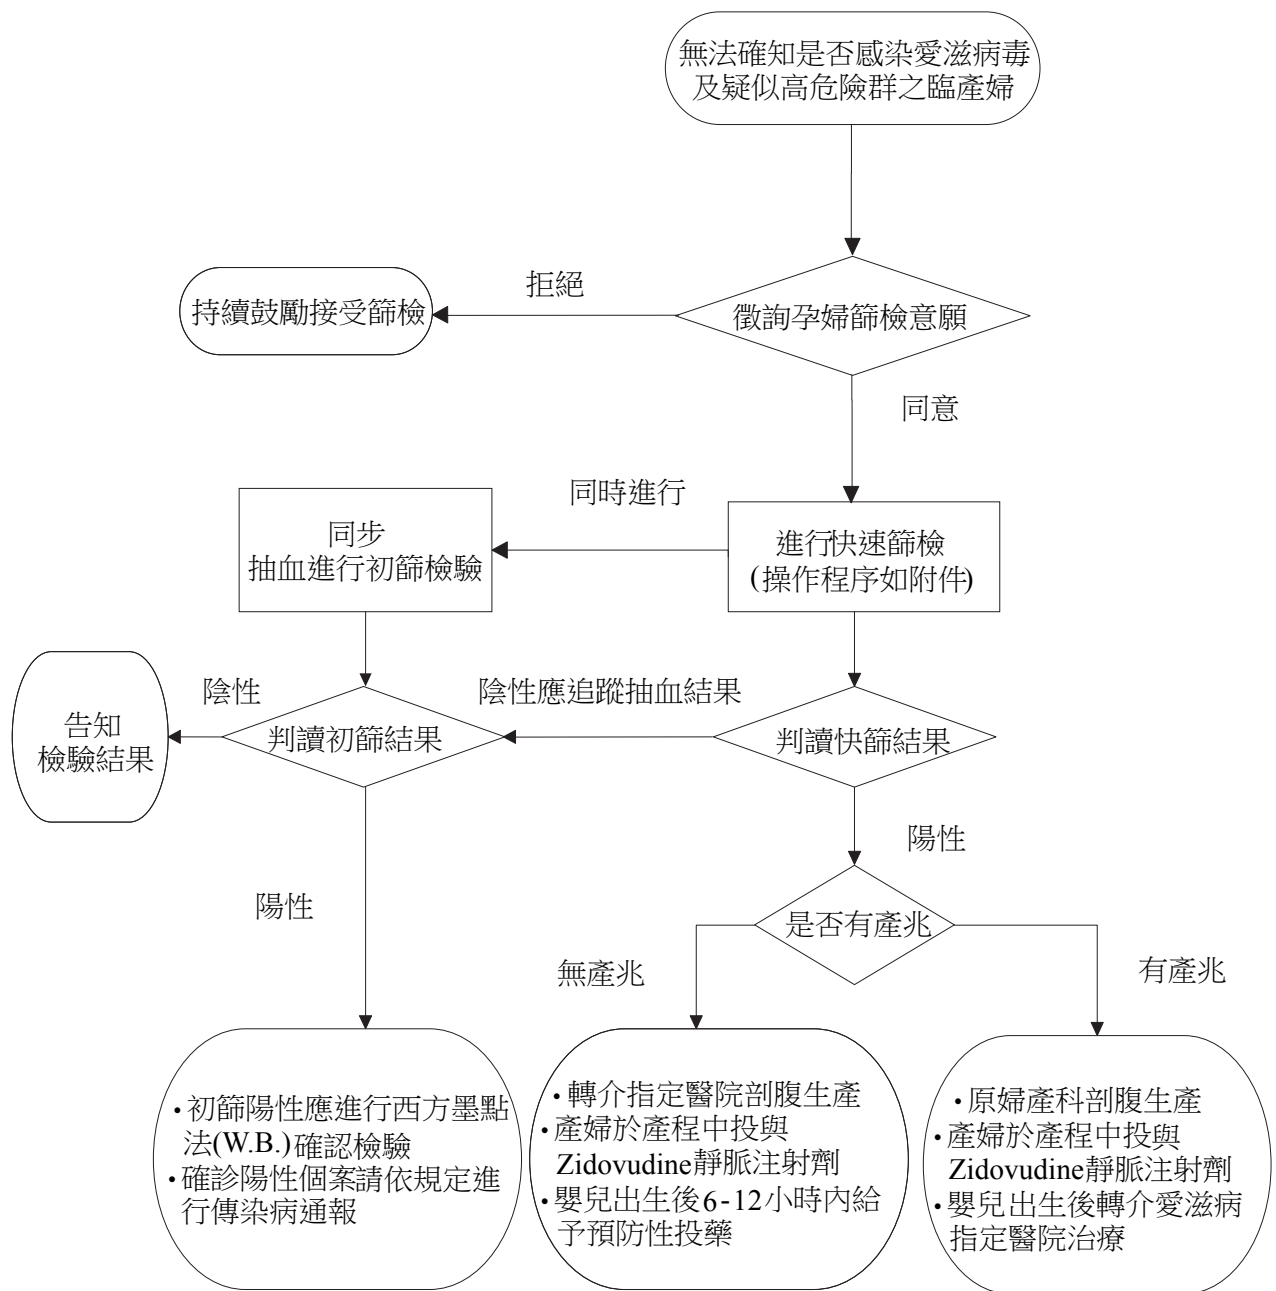 無法確知是否感染愛滋病毒
及疑似高危險群之臨產婦
拒絕
持續鼓勵接受篩檢
徵詢孕婦篩檢意願
同意
同時進行
同步
抽血進行初篩檢驗
進行快速篩檢
(操作程序如附件)
陰性
陰性應追蹤抽血結果
告知
檢驗結果
判讀初篩結果
判讀快篩結果
陽性
陽性
是否有產兆
無產兆
有產兆
•初篩陽性應進行西方墨點
法(W.B.)確認檢驗
•確診陽性個案請依規定進
行傳染病通報
•轉介指定醫院剖腹生產
•產婦於產程中投與
Zidovudine靜脈注射劑
•嬰兒出生後6-12小時內給
予預防性投藥
•原婦產科剖腹生產
•產婦於產程中投與
Zidovudine靜脈注射劑
•嬰兒出生後轉介愛滋病
指定醫院治療